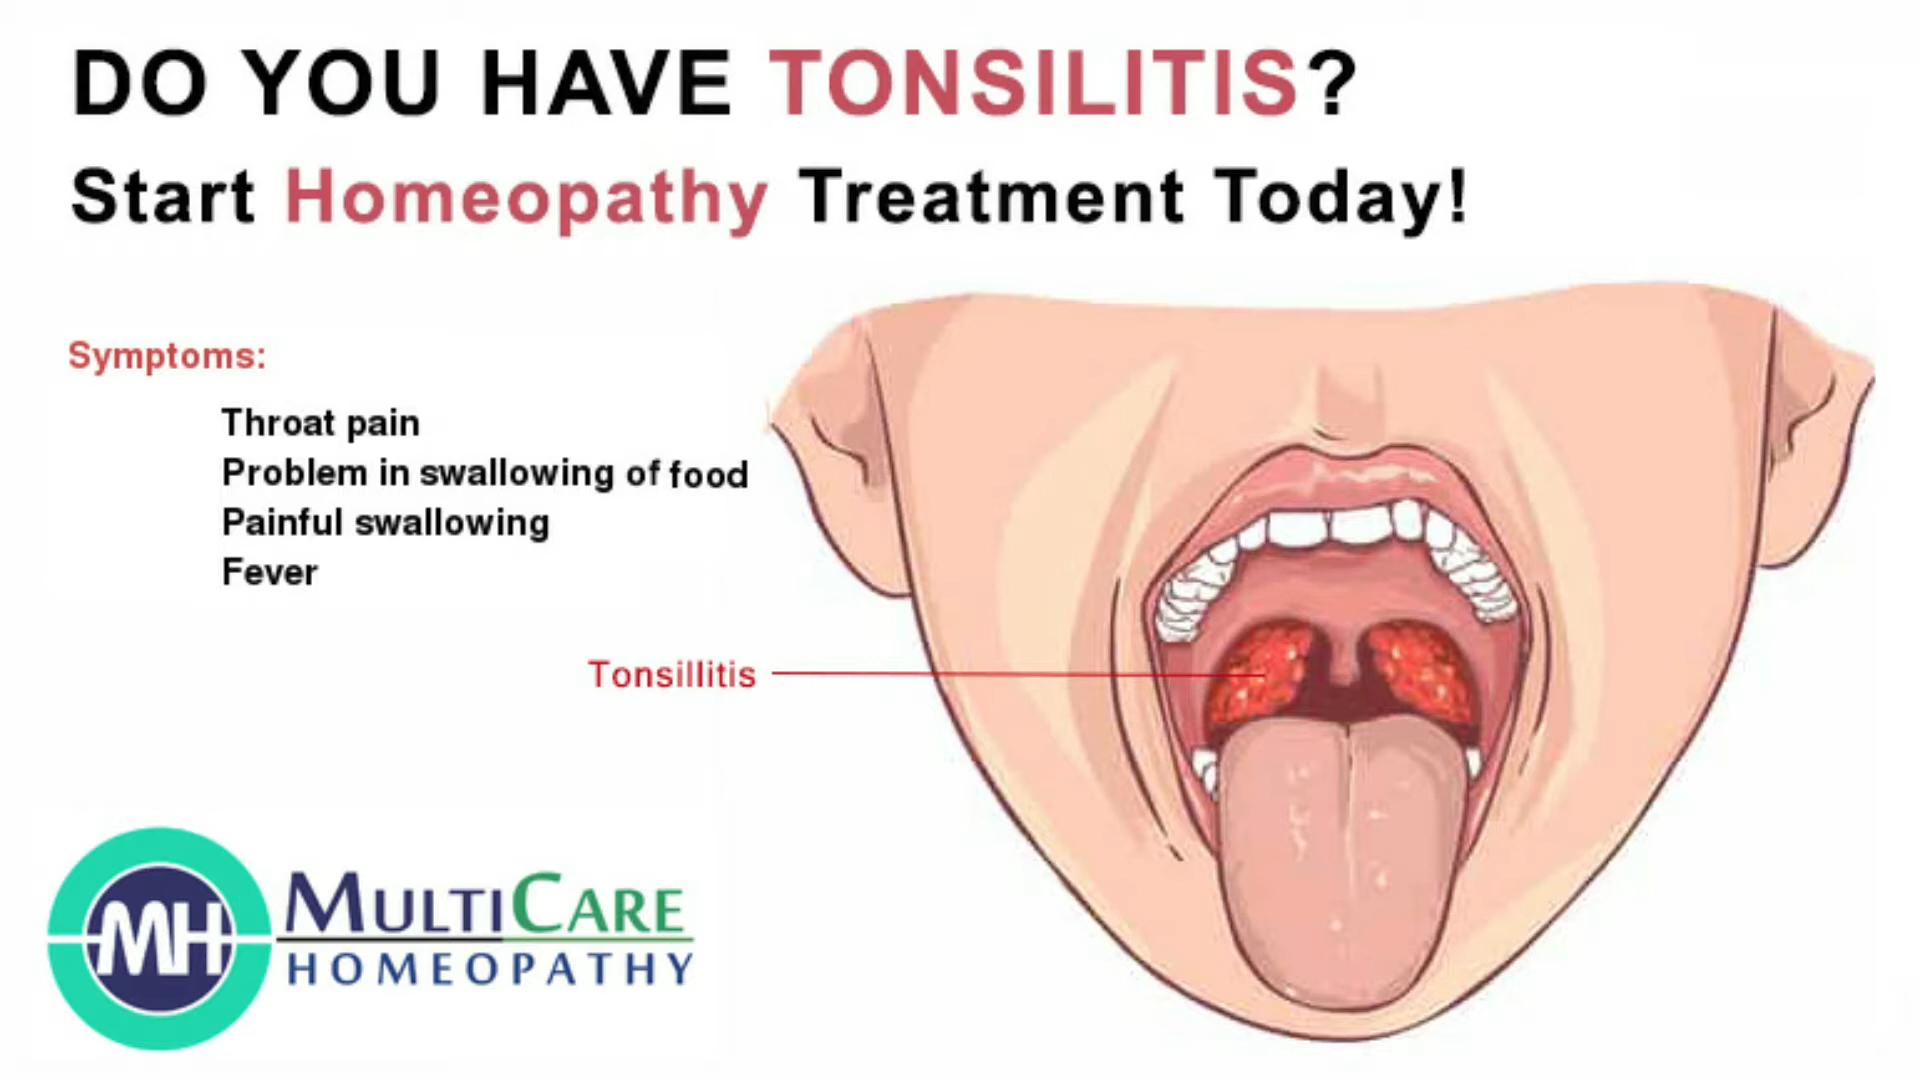 DO YOU HAVE TONSILITIS?
Start Homeopathy Treatment Today!
Symptoms:
Throat pain
Problem in swallowing of food
Painful swallowing
Fever
Tonsillitis
MH
MULTICARE
HOMEOPATHY